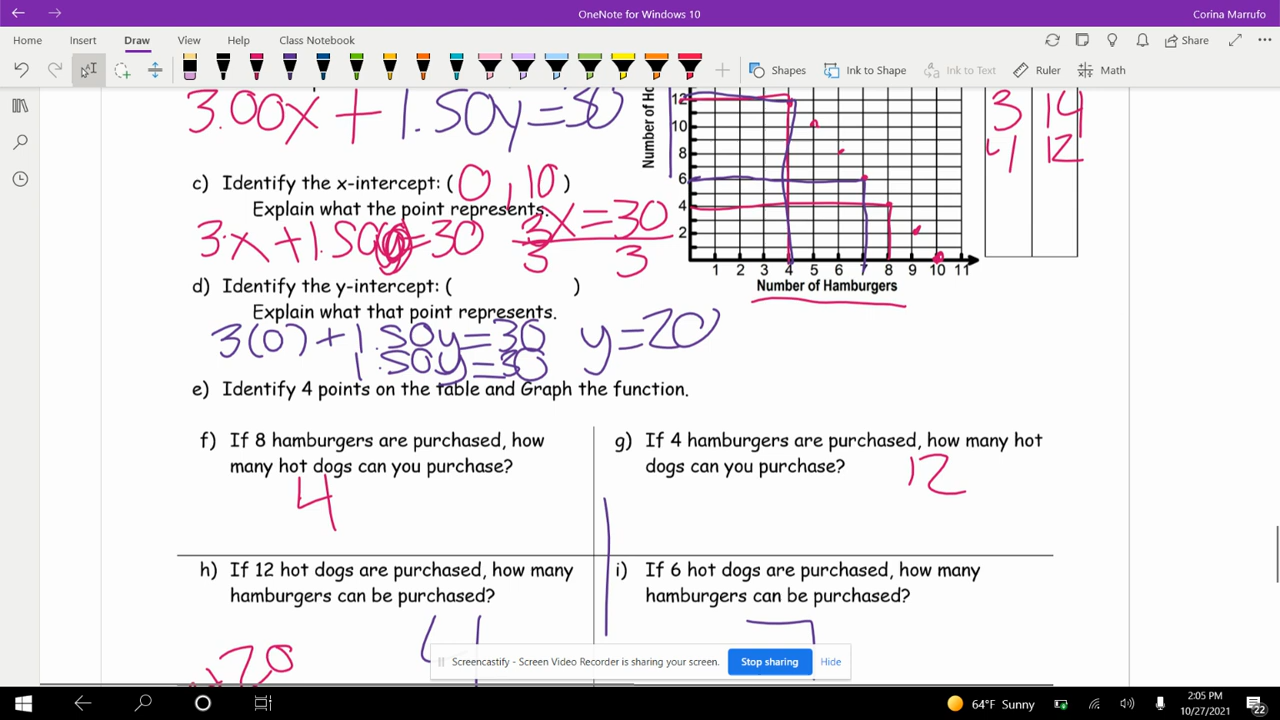 OneNote for Windows 10
Corina Marrufo
Home Insert Draw View Help Class Notebook
Share
Shapes Ink to Shape Ink to Text Ruler Math
3.00x + 1.50y = 30
c) Identify the x-intercept: ( 0 , 10 )
Explain what the point represents.
3·x + 1.50 = 30
3x = 30
3 3
d) Identify the y-intercept: ( )
Explain what that point represents.
3(0) + 1.50y = 30 y = 20
1.50y = 30
e) Identify 4 points on the table and Graph the function.
Number of Ho
12
10
8
6
4
2
1 2 3 4 5 6 7 8 9 10 11
Number of Hamburgers
3 14
4 12
f) If 8 hamburgers are purchased, how
many hot dogs can you purchase?
4
g) If 4 hamburgers are purchased, how many hot
dogs can you purchase?
12
h) If 12 hot dogs are purchased, how many
hamburgers can be purchased?
4
i) If 6 hot dogs are purchased, how many
hamburgers can be purchased?
7
Screencastify - Screen Video Recorder is sharing your screen. Stop sharing Hide
64°F Sunny
2:05 PM
10/27/2021
22